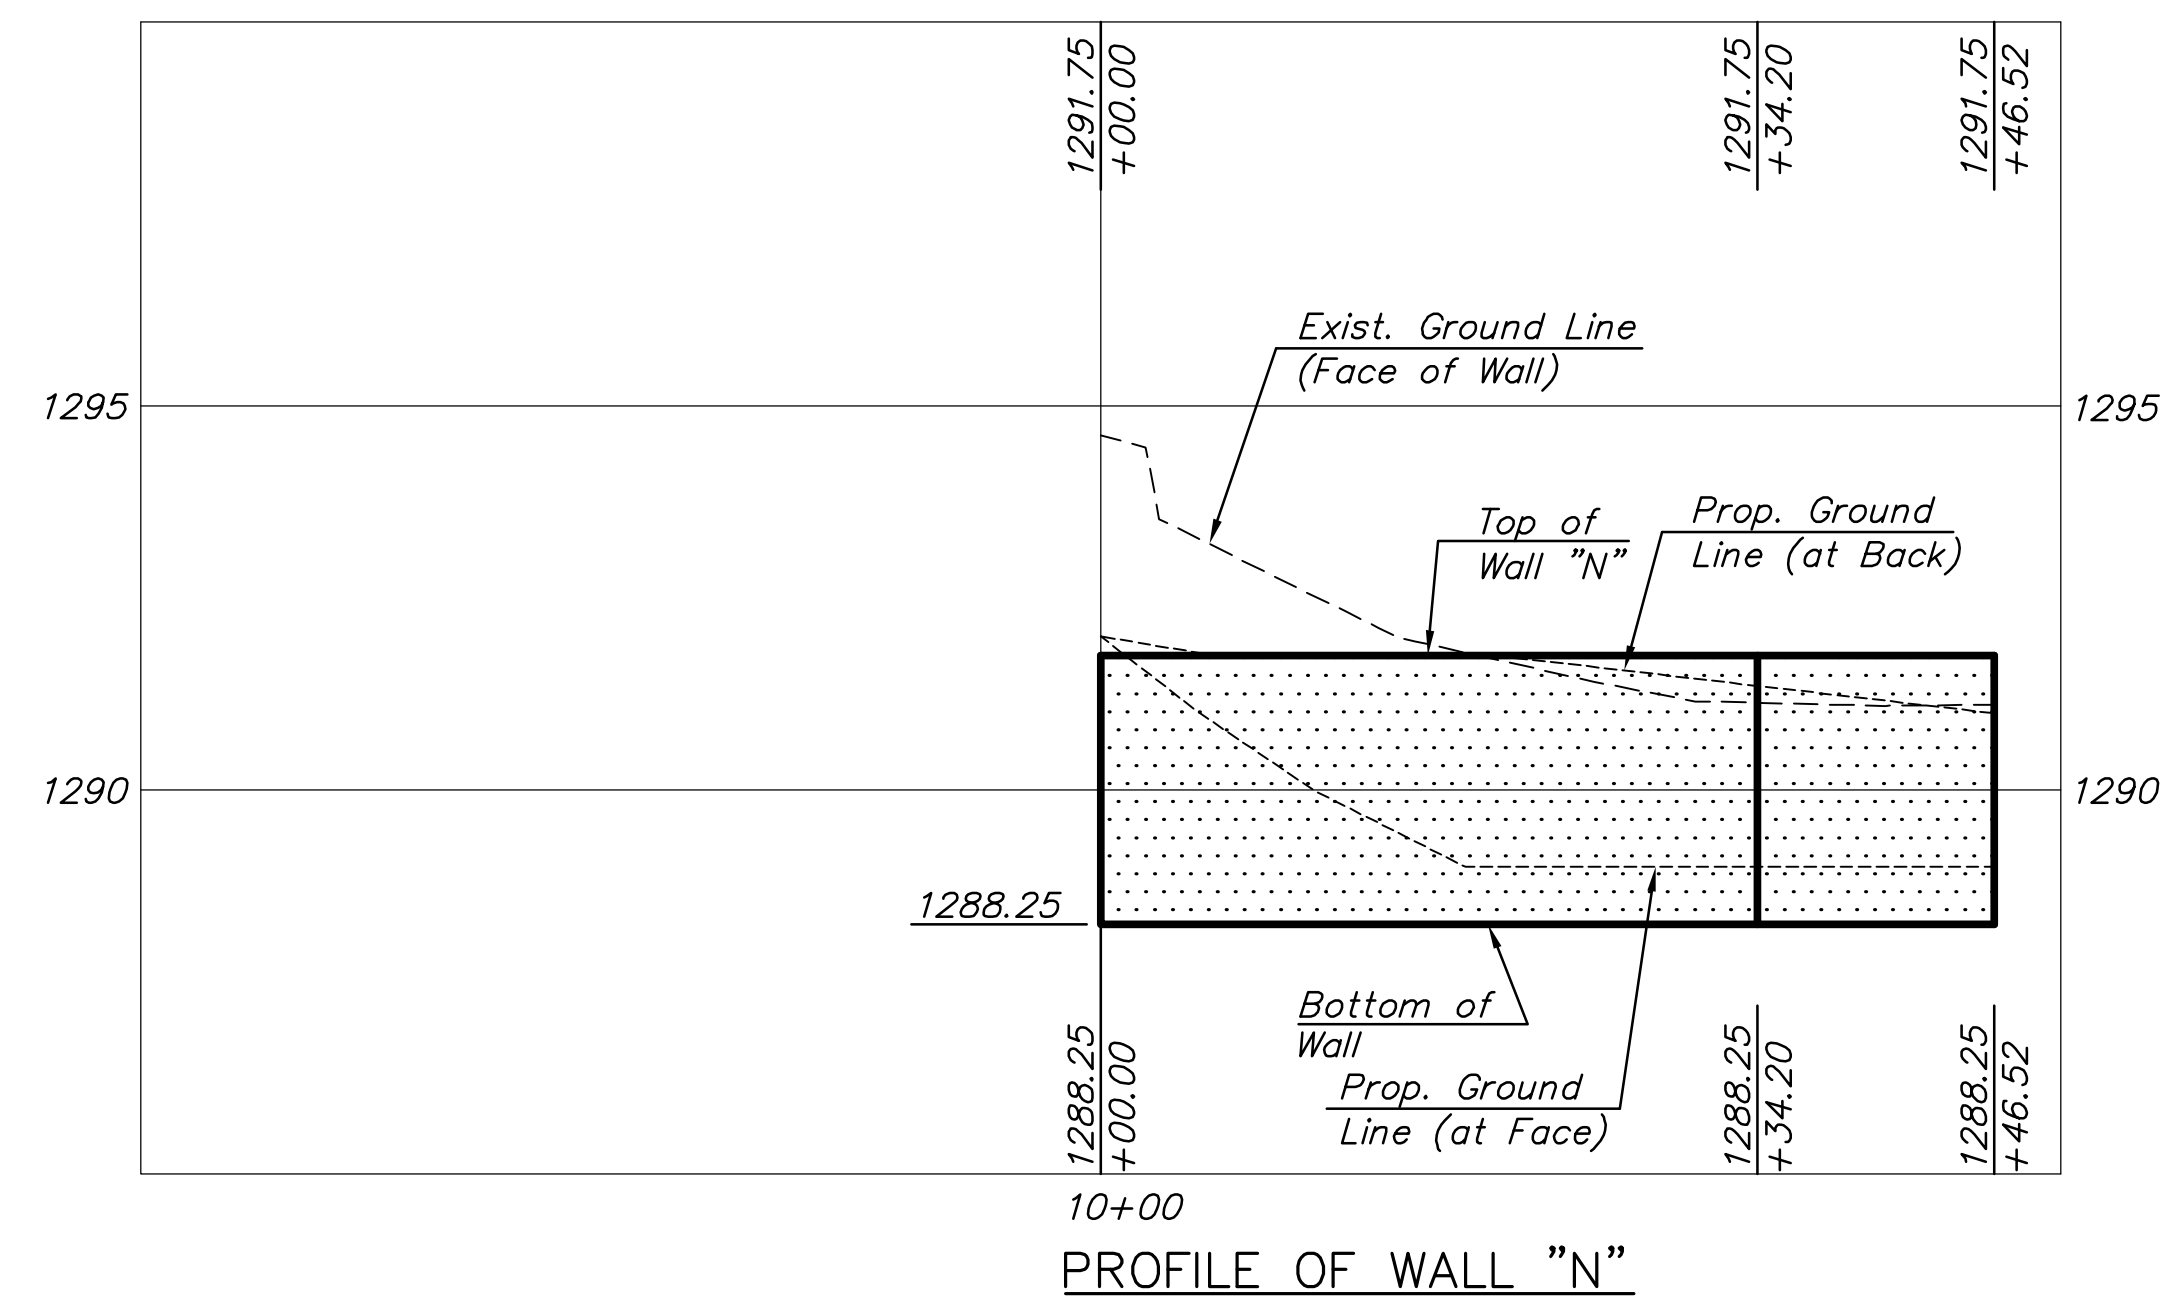 1291.75
+00.00
1291.75
+34.20
1291.75
+46.52
Exist. Ground Line
(Face of Wall)
1295
1295
Top of
Wall "N"
Prop. Ground
Line (at Back)
1290
1290
1288.25
Bottom of
Wall
Prop. Ground
Line (at Face)
1288.25
+00.00
1288.25
+34.20
1288.25
+46.52
10+00
PROFILE OF WALL "N"